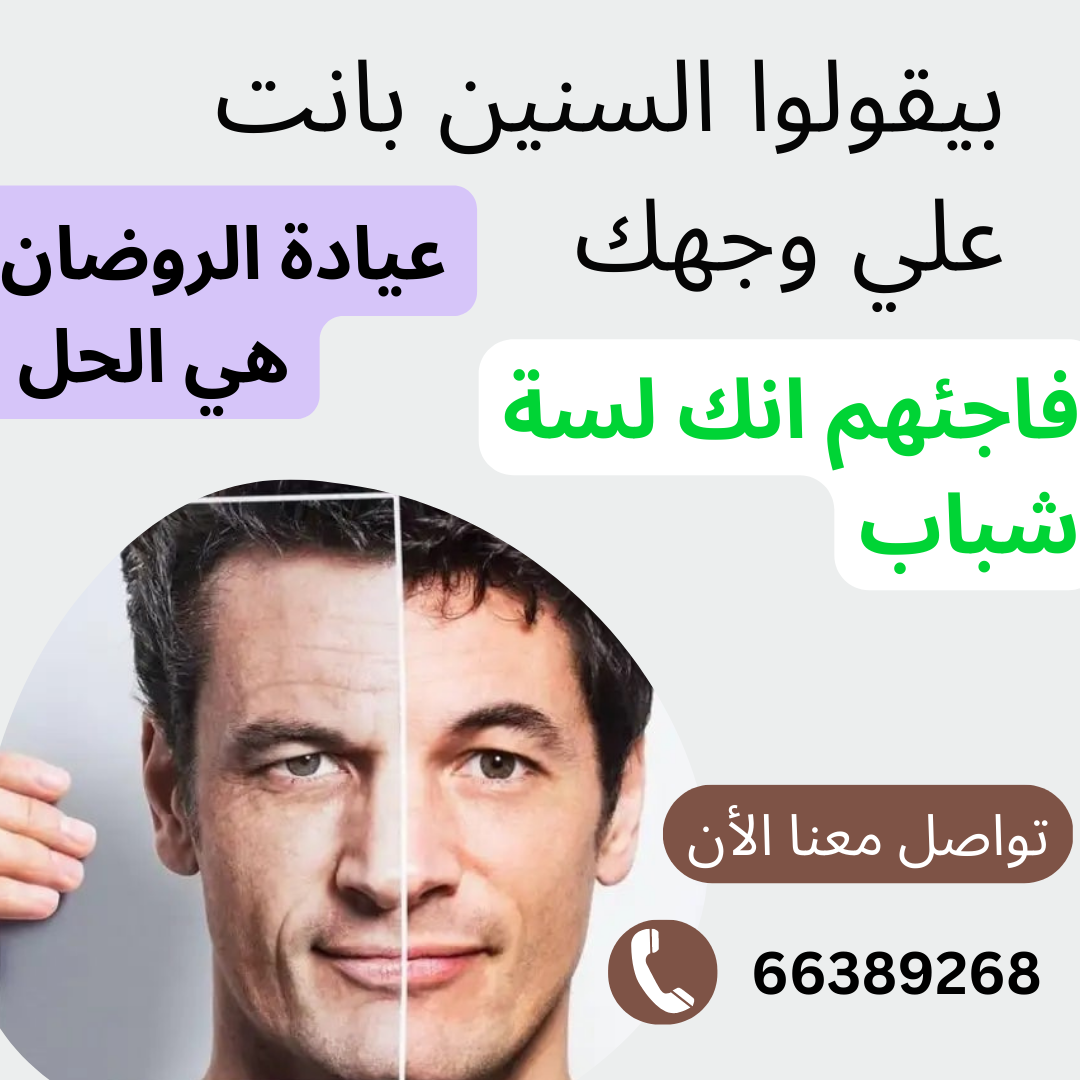 بيقولوا السنين بانت
علي وجهك
عيادة الروضان
هي الحل
فاجئهم انك لسة
شباب
تواصل معنا الأن
66389268